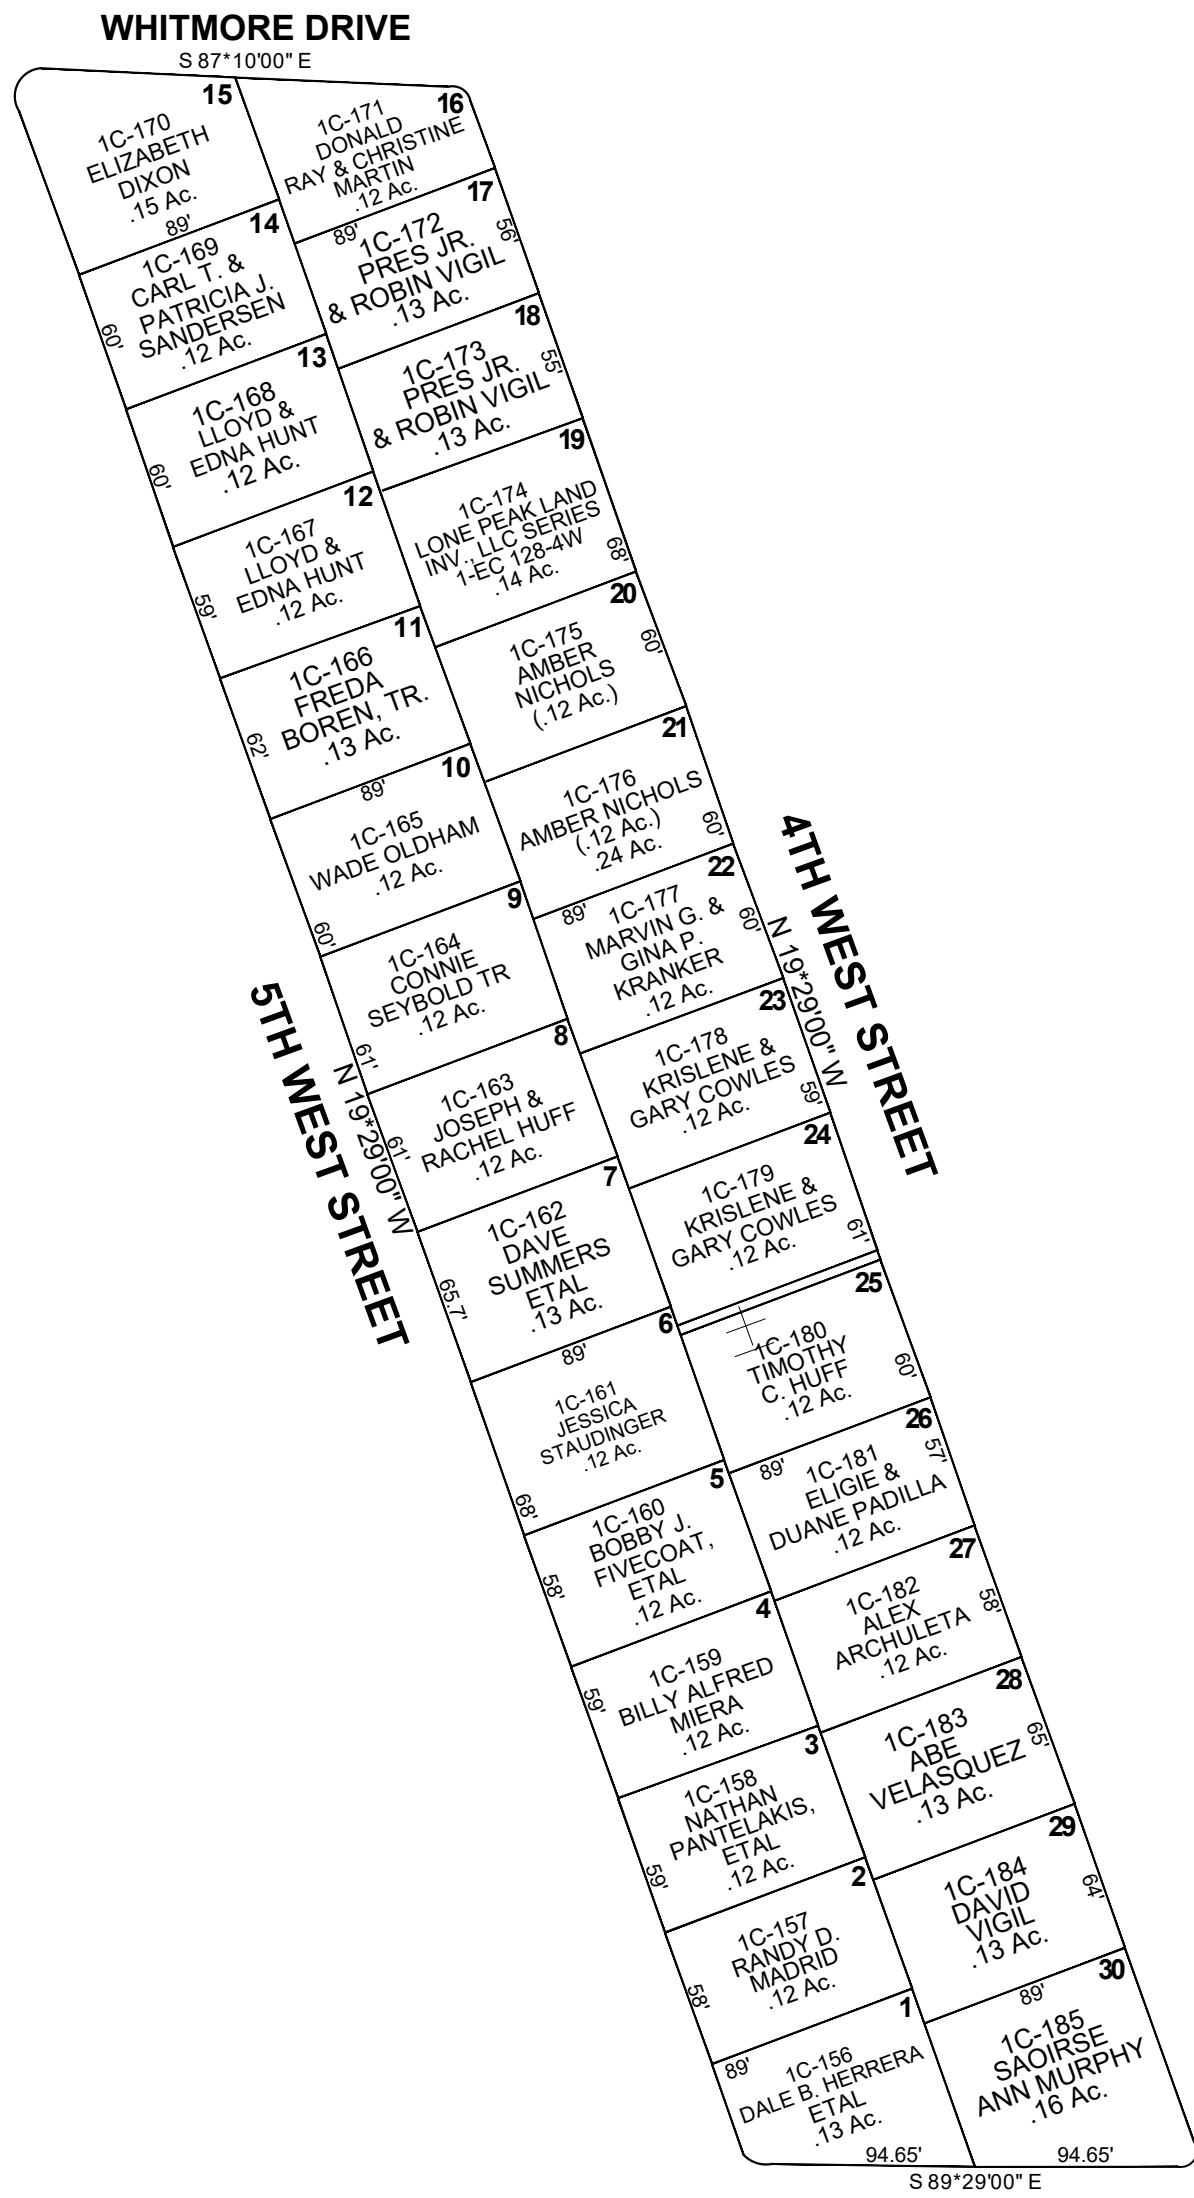 WHITMORE DRIVE
S 87*10'00" E
15
1C-170
ELIZABETH
DIXON
.15 Ac.
89'
16
1C-171
DONALD
RAY & CHRISTINE
MARTIN
.12 Ac.
89'
14
1C-169
CARL T. &
PATRICIA J.
SANDERSEN
.12 Ac.
60'
17
1C-172
PRES JR.
& ROBIN VIGIL
.13 Ac.
56'
13
1C-168
LLOYD &
EDNA HUNT
.12 Ac.
60'
18
1C-173
PRES JR.
& ROBIN VIGIL
.13 Ac.
55'
12
1C-167
LLOYD &
EDNA HUNT
.12 Ac.
59'
19
1C-174
LONE PEAK LAND
INV., LLC SERIES
1-EC 128-4W
.14 Ac.
68'
11
1C-166
FREDA
BOREN, TR.
.13 Ac.
62'
89'
20
1C-175
AMBER
NICHOLS
(.12 Ac.)
60'
10
1C-165
WADE OLDHAM
.12 Ac.
60'
21
1C-176
AMBER NICHOLS
(.12 Ac.)
.24 Ac.
60'
9
1C-164
CONNIE
SEYBOLD TR
.12 Ac.
61'
22
89'
1C-177
MARVIN G. &
GINA P.
KRANKER
.12 Ac.
60'
4TH WEST STREET
N 19*29'00" W
5TH WEST STREET
N 19*29'00" W
8
1C-163
JOSEPH &
RACHEL HUFF
.12 Ac.
61'
23
1C-178
KRISLENE &
GARY COWLES
.12 Ac.
59'
7
1C-162
DAVE
SUMMERS
ETAL
.13 Ac.
65.7'
89'
24
1C-179
KRISLENE &
GARY COWLES
.12 Ac.
61'
6
1C-161
JESSICA
STAUDINGER
.12 Ac.
68'
25
1C-180
TIMOTHY
C. HUFF
.12 Ac.
60'
89'
5
1C-160
BOBBY J.
FIVECOAT,
ETAL
.12 Ac.
58'
26
1C-181
ELIGIE &
DUANE PADILLA
.12 Ac.
57'
4
1C-159
BILLY ALFRED
MIERA
.12 Ac.
59'
27
1C-182
ALEX
ARCHULETA
.12 Ac.
58'
3
1C-158
NATHAN
PANTELAKIS,
ETAL
.12 Ac.
59'
28
1C-183
ABE
VELASQUEZ
.13 Ac.
65'
2
1C-157
RANDY D.
MADRID
.12 Ac.
58'
29
1C-184
DAVID
VIGIL
.13 Ac.
64'
89'
1
89'
1C-156
DALE B. HERRERA
ETAL
.13 Ac.
94.65'
30
1C-185
SAOIRSE
ANN MURPHY
.16 Ac.
94.65'
S 89*29'00" E